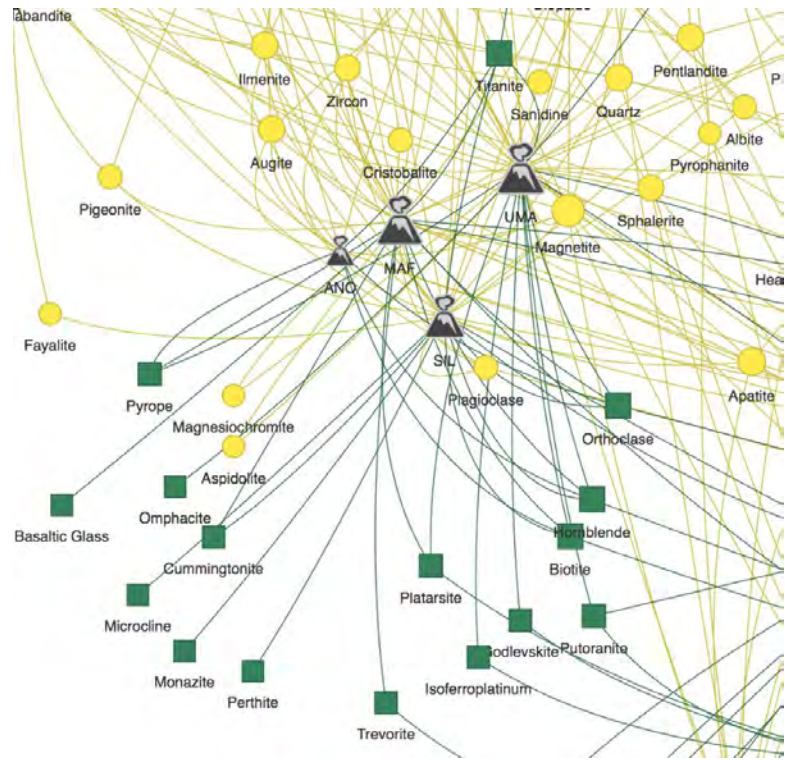 abandite
Ilmenite
Zircon
Titanite
Sanidine
Quartz
Pentlandite
P
Albite
Augite
Cristobalite
Pyrophanite
Pigeonite
UMA
Sphalerite
Magnetite
MAF
ANO
Hea
Fayalite
SIL
Apatite
Pyrope
Plagioclase
Magnesiochromite
Orthoclase
Aspidolite
Omphacite
Basaltic Glass
Hornblende
Cummingtonite
Biotite
Platarsite
Microclite
Godlevskite
Putoranite
Monazite
Isoferroplatinum
Perthite
Trevorite